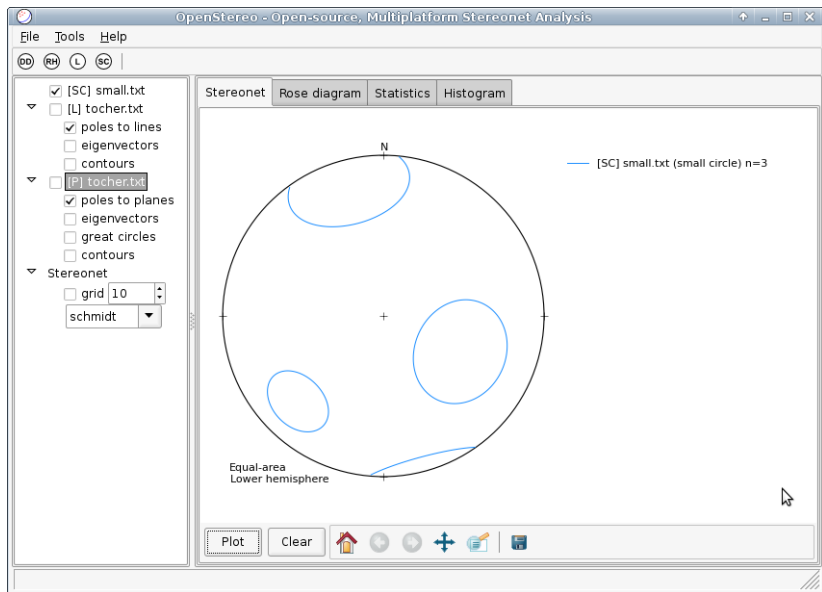 OpenStereo - Open-source, Multiplatform Stereonet Analysis
File Tools Help
DD RH L SC
[SC] small.txt
[L] tocher.txt
poles to lines
eigenvectors
contours
[P] tocher.txt
poles to planes
eigenvectors
great circles
contours
Stereonet
grid 10
schmidt
Stereonet Rose diagram Statistics Histogram
N
[SC] small.txt (small circle) n=3
Equal-area
Lower hemisphere
Plot Clear